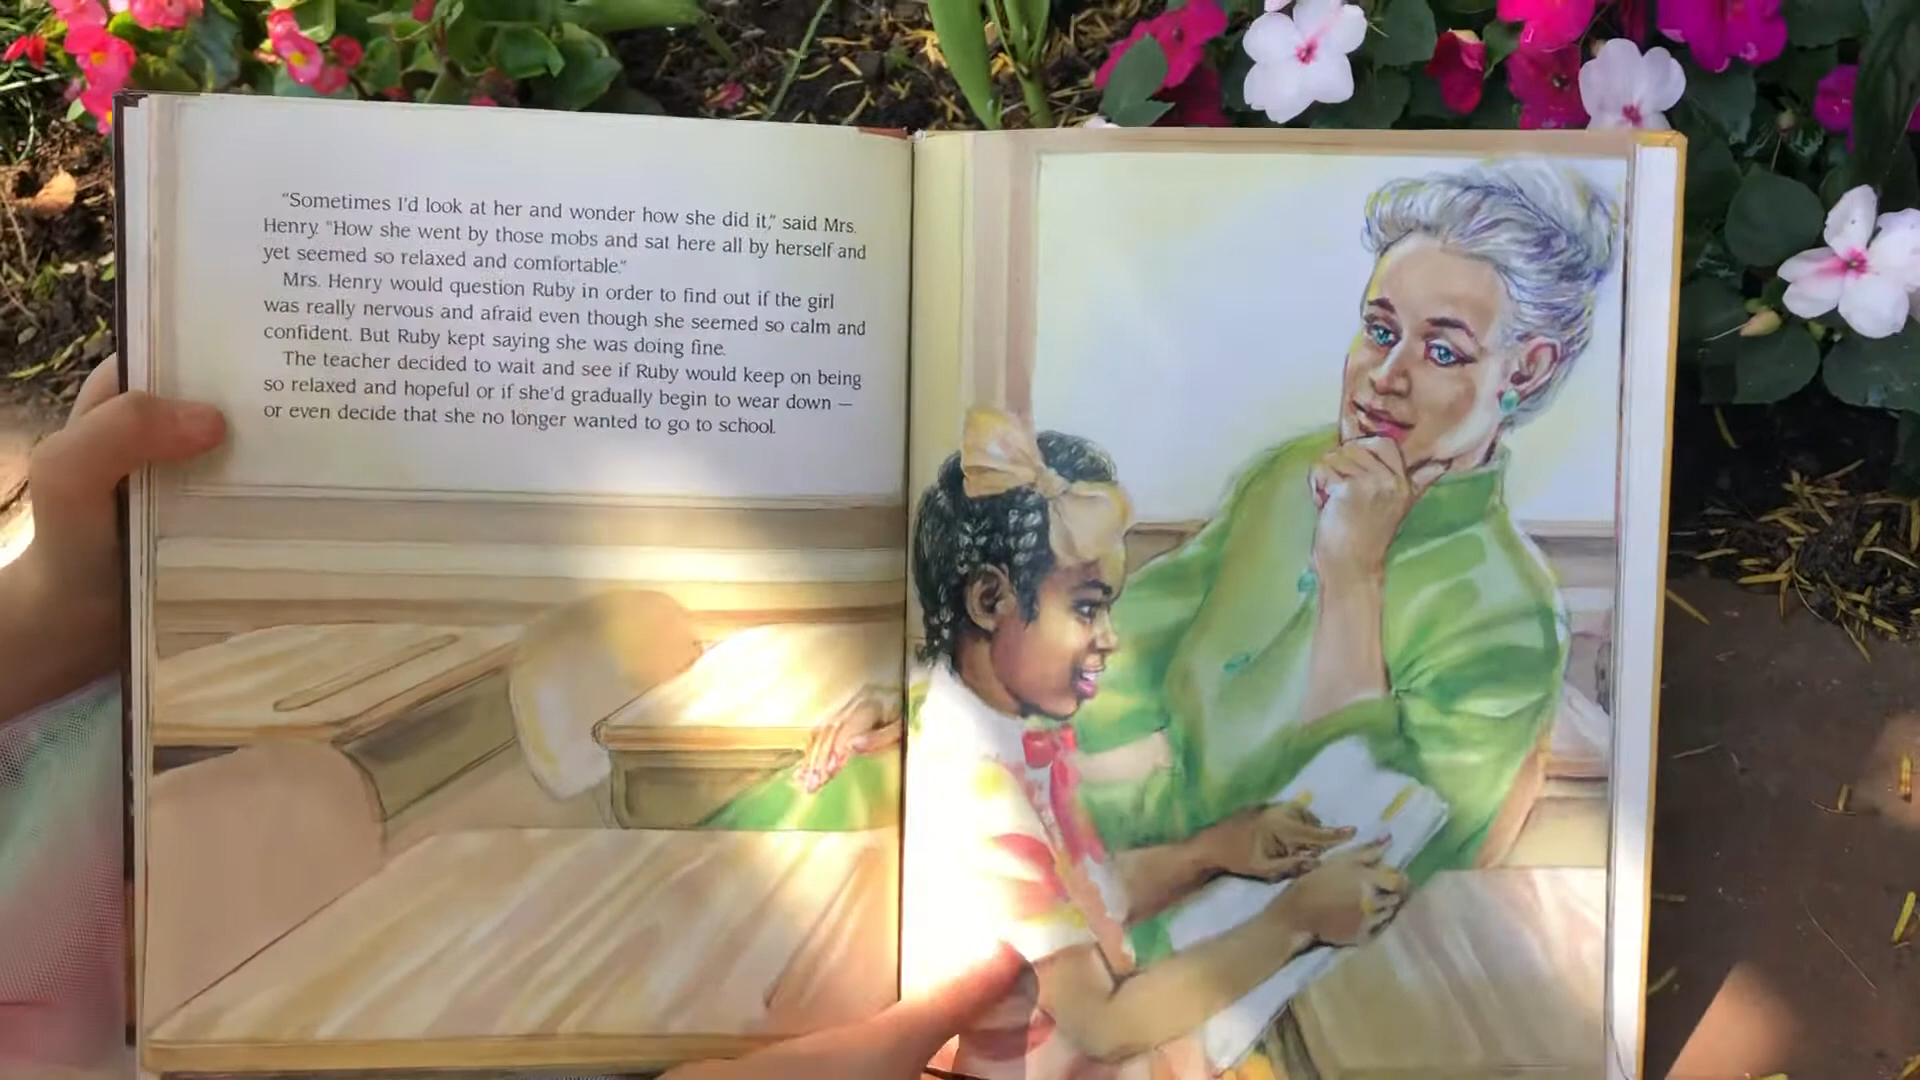 “Sometimes I’d look at her and wonder how she did it,” said Mrs.
Henry. “How she went by those mobs and sat here all by herself and
yet seemed so relaxed and comfortable.”
Mrs. Henry would question Ruby in order to find out if the girl
was really nervous and afraid even though she seemed so calm and
confident. But Ruby kept saying she was doing fine.
The teacher decided to wait and see if Ruby would keep on being
so relaxed and hopeful or if she’d gradually begin to wear down —
or even decide that she no longer wanted to go to school.